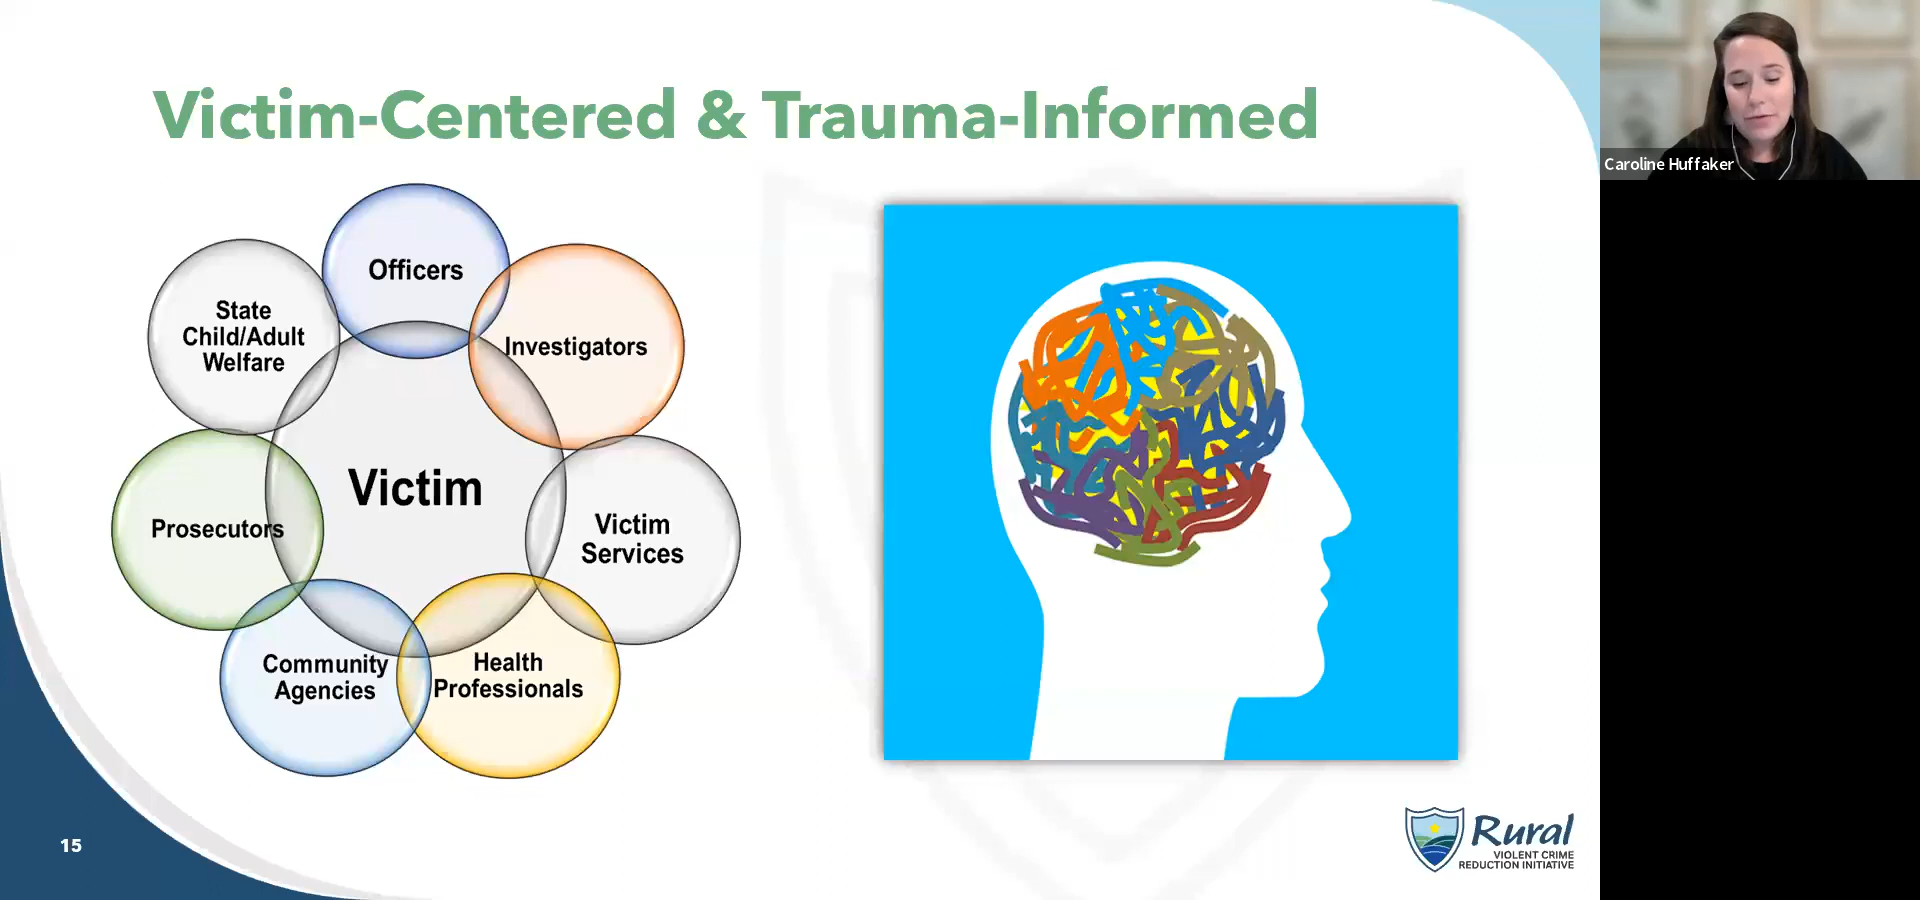 Victim-Centered & Trauma-Informed
Officers
Investigators
Victim
Services
Health
Professionals
Community
Agencies
Prosecutors
State
Child/Adult
Welfare
Victim
15
Rural
VIOLENT CRIME
REDUCTION INITIATIVE
Caroline Huffaker